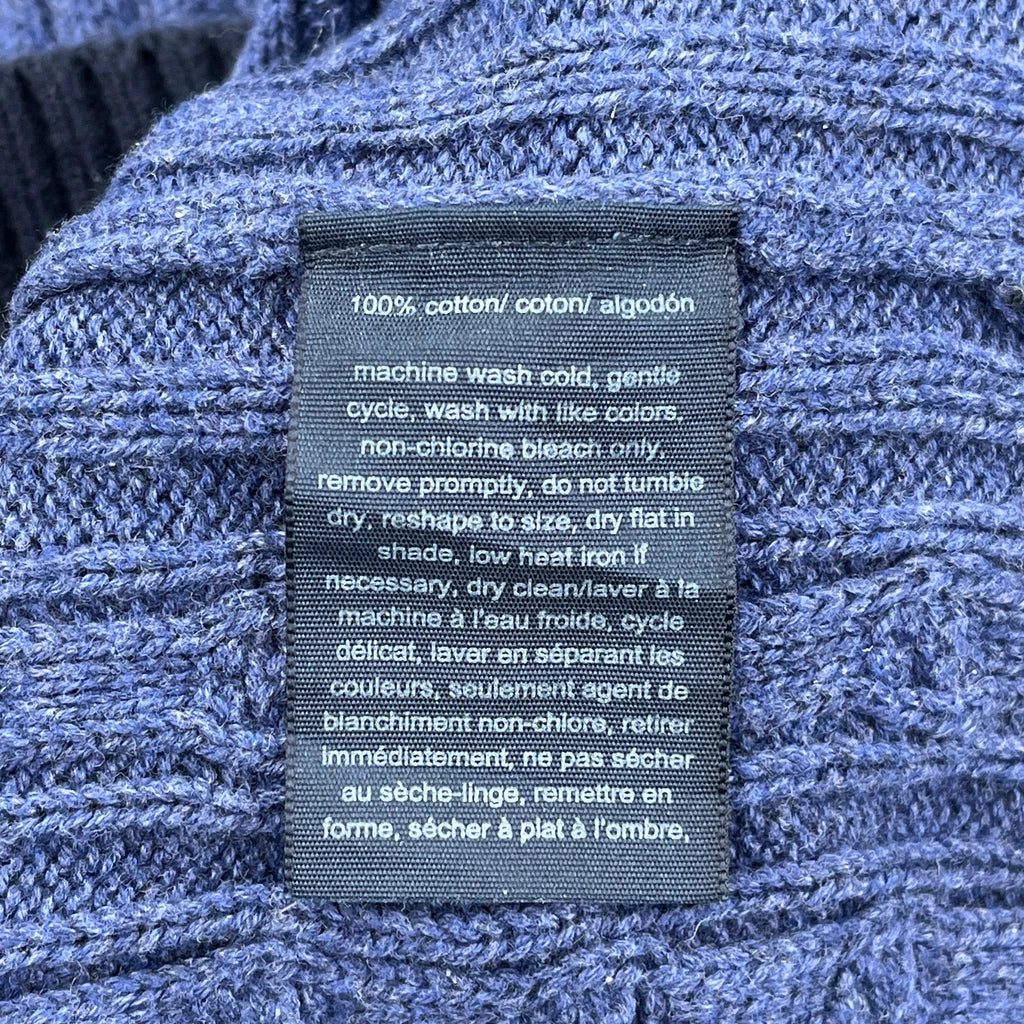 100% cotton/ coton/ algodón
machine wash cold, gentle
cycle, wash with like colors,
non-chlorine bleach only,
remove promptly, do not tumble
dry, reshape to size, dry flat in
shade, low heat iron if
necessary, dry clean/laver à la
machine à l'eau froide, cycle
délicat, laver en séparant les
couleurs, seulement agent de
blanchiment non-chlore, retirer
immédiatement, ne pas sécher
au sèche-linge, remettre en
forme, sécher à plat à l'ombre,